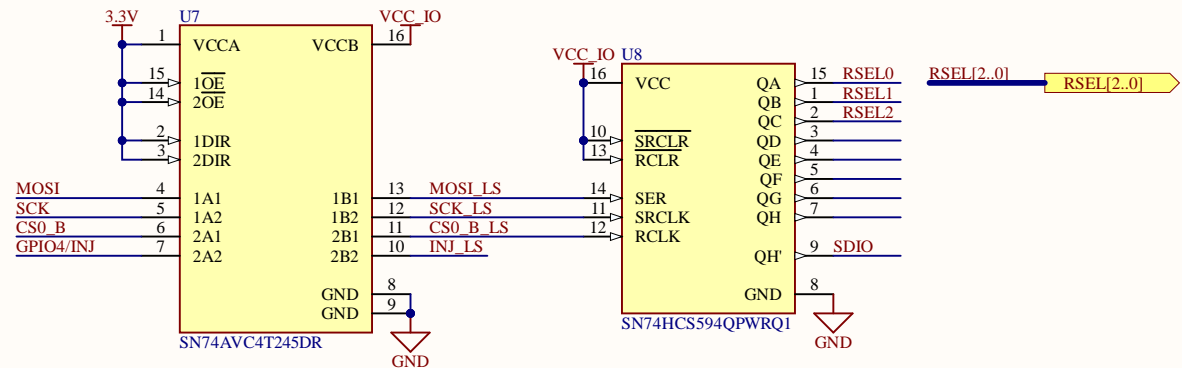 3.3V
U7
VCC_IO
1
VCCA
VCCB
16
15
1OE
14
2OE
2
1DIR
3
2DIR
MOSI
4
1A1
1B1
13
MOSI_LS
SCK
5
1A2
1B2
12
SCK_LS
CS0_B
6
2A1
2B1
11
CS0_B_LS
GPIO4/INJ
7
2A2
2B2
10
INJ_LS
GND
8
GND
9
SN74AVC4T245DR
GND
VCC_IO
U8
16
VCC
QA
15
RSEL0
QB
1
RSEL1
QC
2
RSEL2
10
SRCLR
QD
3
13
RCLR
QE
4
QF
5
14
SER
QG
6
11
SRCLK
QH
7
12
RCLK
QH'
9
SDIO
GND
8
SN74HCS594QPWRQ1
GND
RSEL[2..0]
RSEL[2..0]